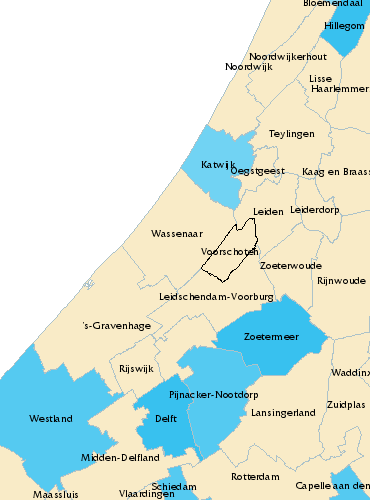 Bloemendaal
Hillegom
Noordwijkerhout
Noordwijk
Lisse
Haarlemmer
Teylingen
Katwijk
Oegstgeest
Kaag en Braass
Leiden
Leiderdorp
Wassenaar
Voorschoten
Zoeterwoude
Rijnwoude
Leidschendam-Voorburg
's-Gravenhage
Zoetermeer
Rijswijk
Waddinx
Pijnacker-Nootdorp
Zuidplas
Westland
Delft
Lansingerland
Midden-Delfland
Rotterdam
Maassluis
Vlaardingen
Schiedam
Capelle aan den